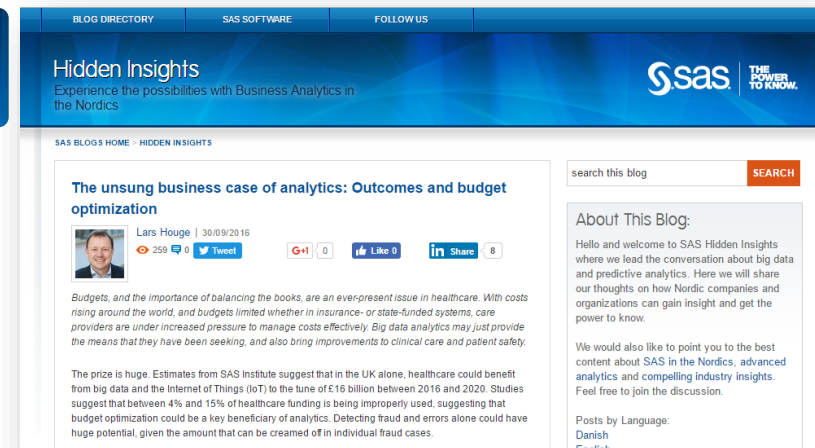 BLOG DIRECTORY
SAS SOFTWARE
FOLLOW US
Hidden Insights
Experience the possibilities with Business Analytics in
the Nordics
sas
THE
POWER
TO KNOW.
SAS BLOGS HOME > HIDDEN INSIGHTS
The unsung business case of analytics: Outcomes and budget
optimization
Lars Houge | 30/09/2016
259 0 Tweet
G+1 0
Like 0
in Share 8
Budgets, and the importance of balancing the books, are an ever-present issue in healthcare. With costs
rising around the world, and budgets limited whether in insurance- or state-funded systems, care
providers are under increased pressure to manage costs effectively. Big data analytics may just provide
the means that they have been seeking, and also bring improvements to clinical care and patient safety.
The prize is huge. Estimates from SAS Institute suggest that in the UK alone, healthcare could benefit
from big data and the Internet of Things (IoT) to the tune of £16 billion between 2016 and 2020. Studies
suggest that between 4% and 15% of healthcare funding is being improperly used, suggesting that
budget optimization could be a key beneficiary of analytics. Detecting fraud and errors alone could have
huge potential, given the amount that can be creamed off in individual fraud cases.
search this blog
SEARCH
About This Blog:
Hello and welcome to SAS Hidden Insights
where we lead the conversation about big data
and predictive analytics. Here we will share
our thoughts on how Nordic companies and
organizations can gain insight and get the
power to know.
We would also like to point you to the best
content about SAS in the Nordics, advanced
analytics and compelling industry insights.
Feel free to join the discussion.
Posts by Language:
Danish